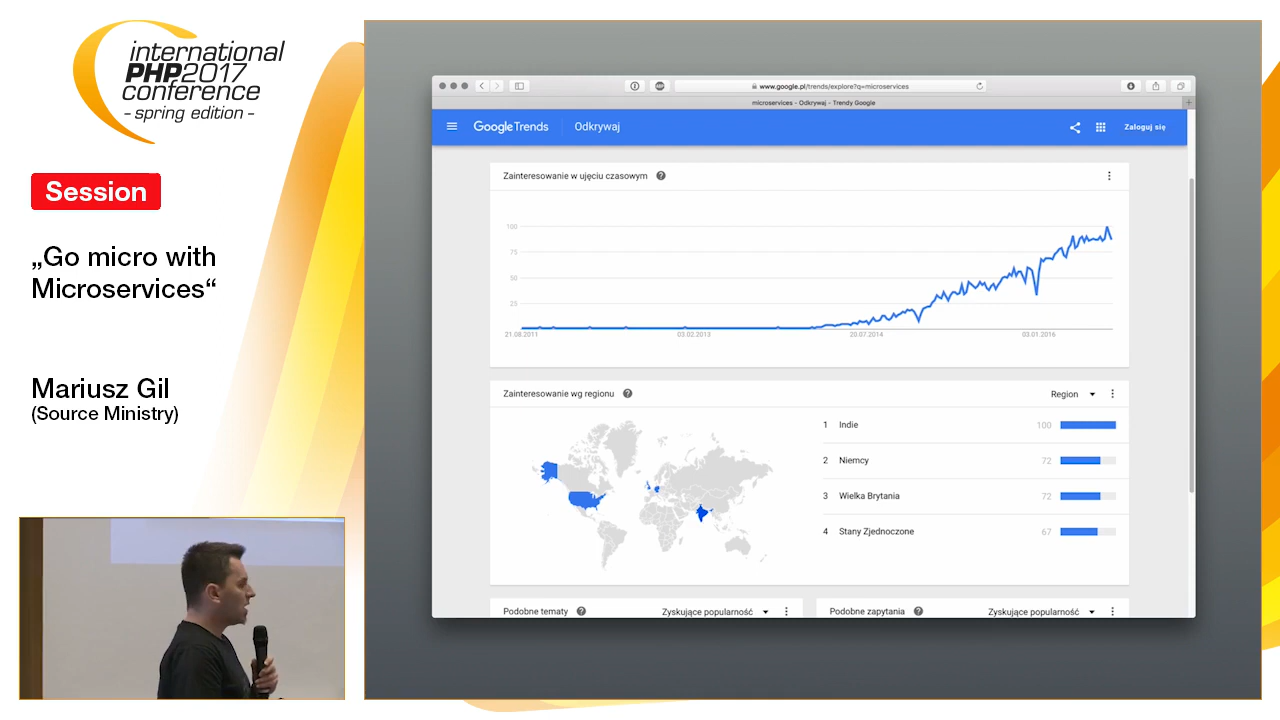 international
PHP2017
conference
- spring edition -
Session
„Go micro with
Microservices“
Mariusz Gil
(Source Ministry)
www.google.pl/trends/explore?q=microservices
microservices - Odkrywaj - Trendy Google
Google Trends
Odkrywaj
Zaloguj się
Zainteresowanie w ujęciu czasowym
100
75
50
25
21.08.2011
03.02.2013
20.07.2014
03.01.2016
Zainteresowanie wg regionu
Region
1 Indie 100
2 Niemcy 72
3 Wielka Brytania 72
4 Stany Zjednoczone 67
Podobne tematy
Zyskujące popularność
Podobne zapytania
Zyskujące popularność